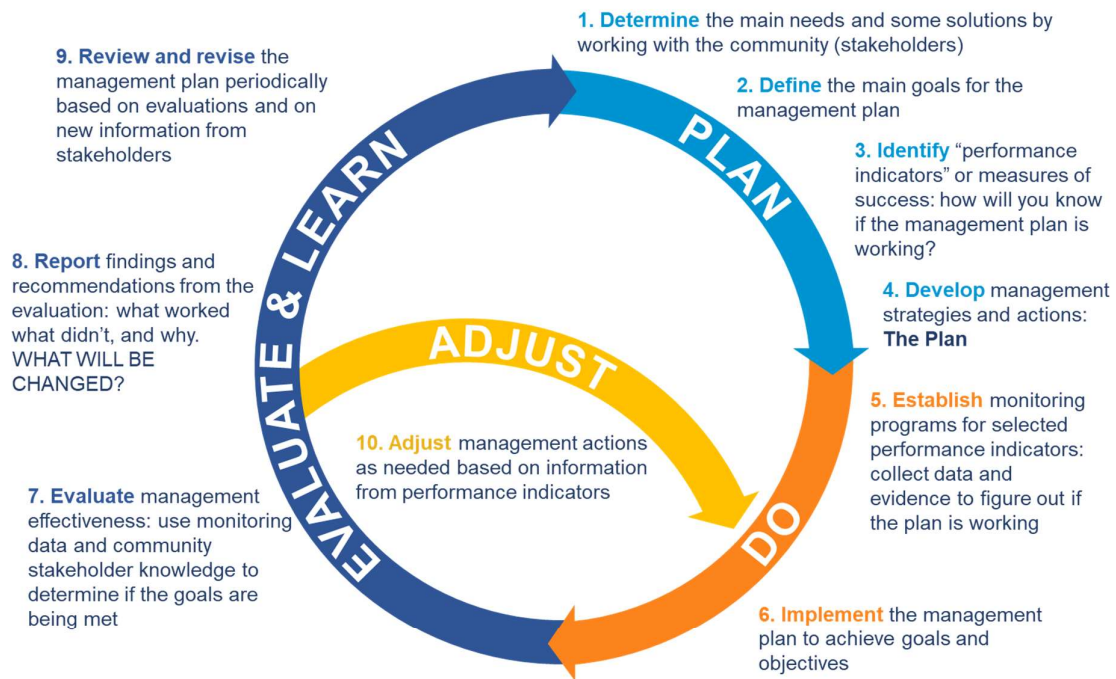 1. Determine the main needs and some solutions by
working with the community (stakeholders)
2. Define the main goals for the
management plan
3. Identify “performance
indicators” or measures of
success: how will you know
if the management plan is
working?
4. Develop management
strategies and actions:
The Plan
5. Establish monitoring
programs for selected
performance indicators:
collect data and
evidence to figure out if
the plan is working
6. Implement the management
plan to achieve goals and
objectives
7. Evaluate management
effectiveness: use monitoring
data and community
stakeholder knowledge to
determine if the goals are
being met
8. Report findings and
recommendations from the
evaluation: what worked
what didn’t, and why.
WHAT WILL BE
CHANGED?
9. Review and revise the
management plan periodically
based on evaluations and on
new information from
stakeholders
10. Adjust management actions
as needed based on information
from performance indicators
PLAN
DO
EVALUATE & LEARN
ADJUST